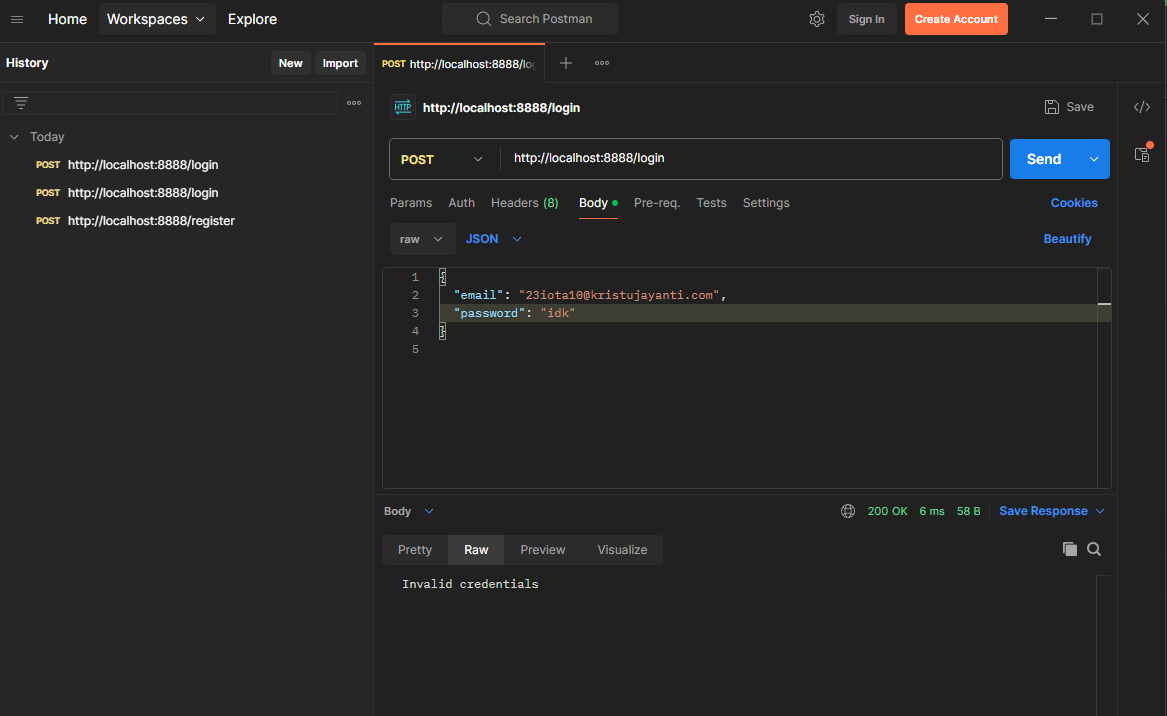 Home Workspaces Explore Search Postman Sign In Create Account
History New Import
POST http://localhost:8888/log
HTTP http://localhost:8888/login Save
Today
POST http://localhost:8888/login
POST http://localhost:8888/login
POST http://localhost:8888/register
POST http://localhost:8888/login Send
Params Auth Headers (8) Body Pre-req. Tests Settings Cookies
raw JSON Beautify
1 {
2 "email": "23iota10@kristujayanti.com",
3 "password": "idk"
4 }
5
Body 200 OK 6 ms 58 B Save Response
Pretty Raw Preview Visualize
Invalid credentials